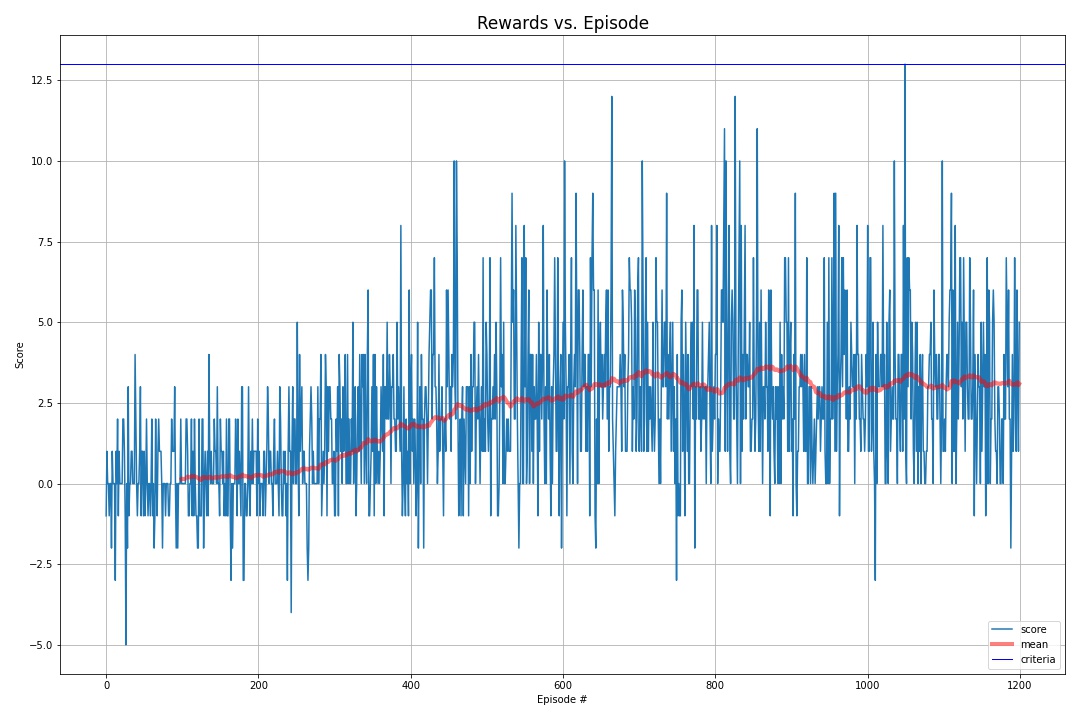 Rewards vs. Episode
12.5
10.0
7.5
5.0
2.5
0.0
−2.5
−5.0
Score
0 200 400 600 800 1000 1200
Episode #
score
mean
criteria